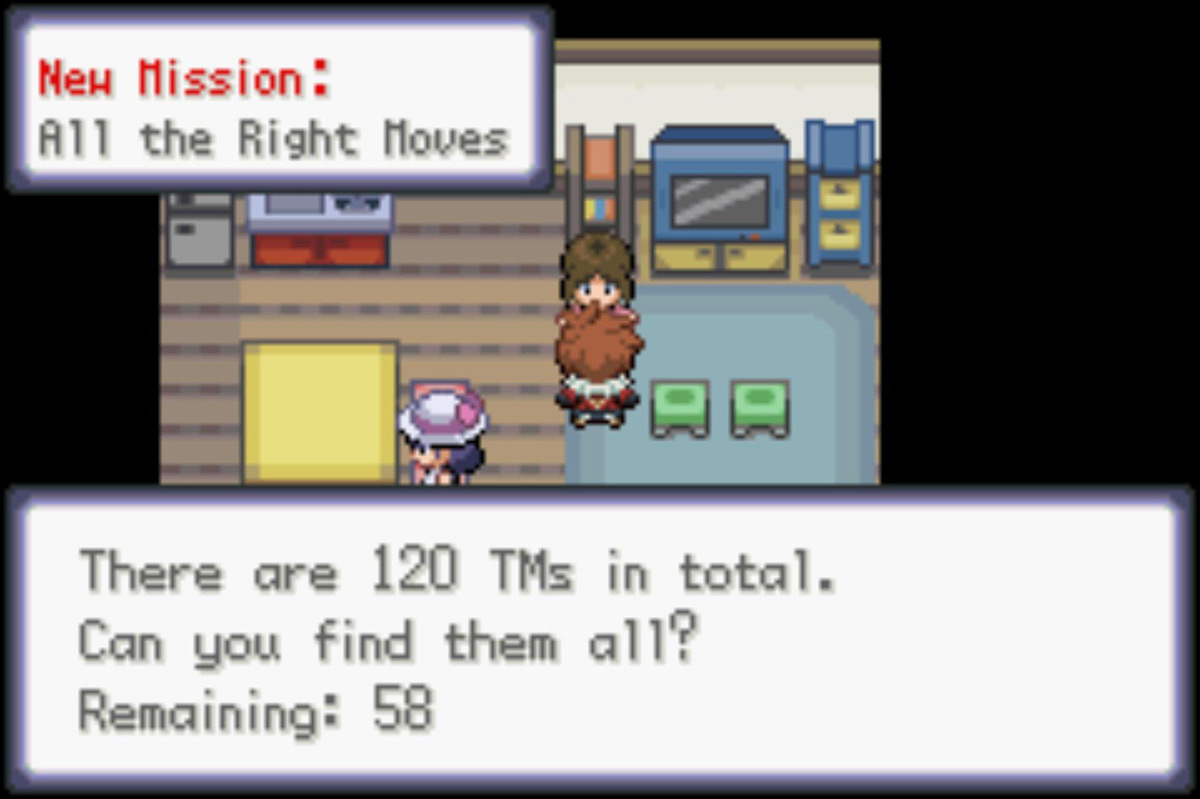 New Mission:
All the Right Moves
There are 120 TMs in total.
Can you find them all?
Remaining: 58